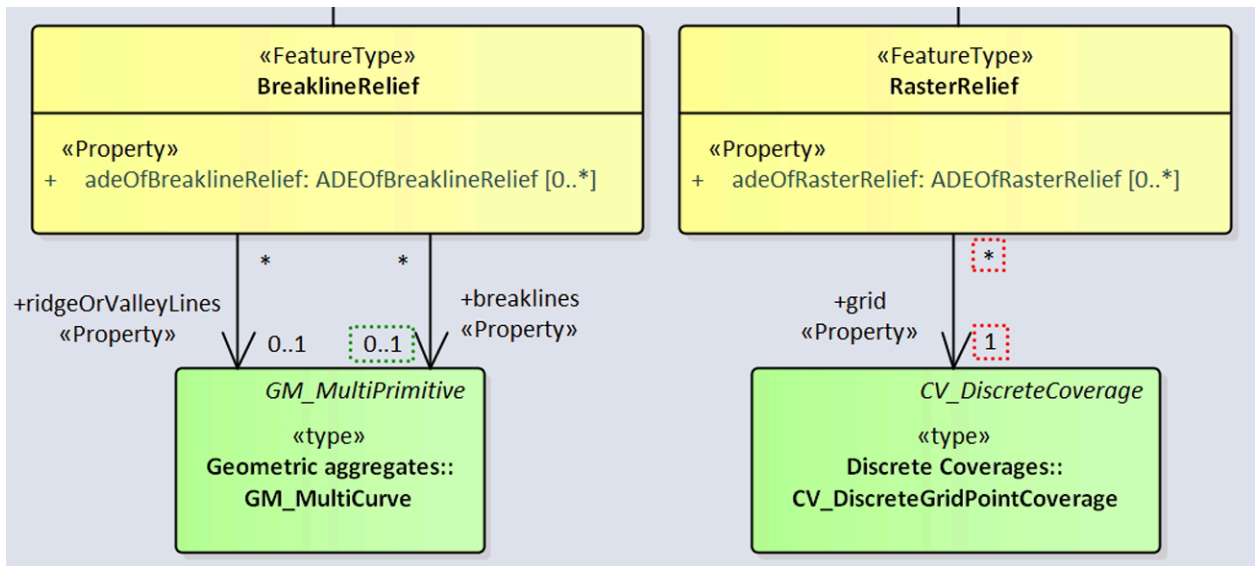 «FeatureType»
BreaklineRelief
«Property»
+ adeOfBreaklineRelief: ADEOfBreaklineRelief [0..*]
*
*
+ridgeOrValleyLines
«Property»
+breaklines
«Property»
0..1
0..1
GM_MultiPrimitive
«type»
Geometric aggregates::
GM_MultiCurve
«FeatureType»
RasterRelief
«Property»
+ adeOfRasterRelief: ADEOfRasterRelief [0..*]
*
+grid
«Property»
1
CV_DiscreteCoverage
«type»
Discrete Coverages::
CV_DiscreteGridPointCoverage